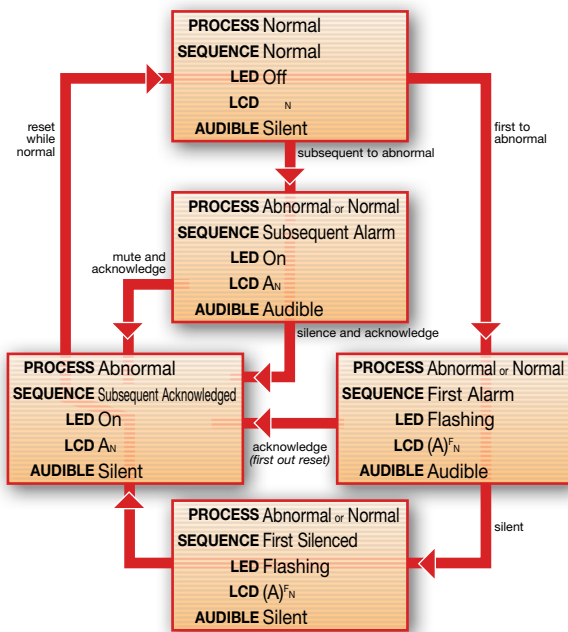 PROCESS Normal
SEQUENCE Normal
LED Off
LCD N
AUDIBLE Silent
reset
while
normal
first to
abnormal
subsequent to abnormal
PROCESS Abnormal or Normal
SEQUENCE Subsequent Alarm
LED On
LCD AN
AUDIBLE Audible
mute and
acknowledge
silence and acknowledge
PROCESS Abnormal
SEQUENCE Subsequent Acknowledged
LED On
LCD AN
AUDIBLE Silent
acknowledge
(first out reset)
PROCESS Abnormal or Normal
SEQUENCE First Alarm
LED Flashing
LCD (A)FN
AUDIBLE Audible
silent
PROCESS Abnormal or Normal
SEQUENCE First Silenced
LED Flashing
LCD (A)FN
AUDIBLE Silent